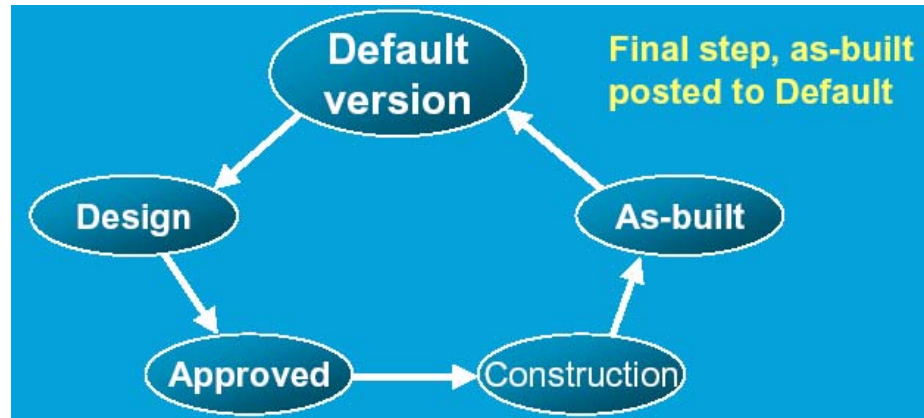 Default
version
Final step, as-built
posted to Default
Design
As-built
Approved
Construction